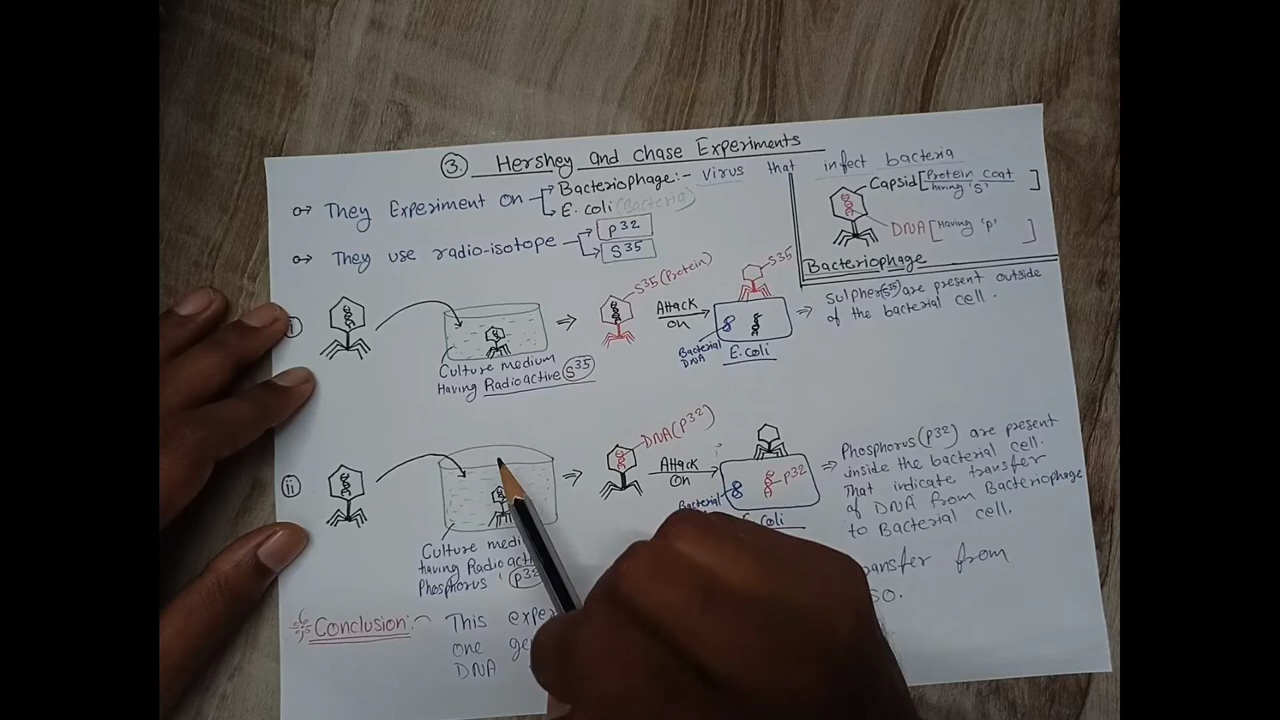 3. Hershey and chase Experiments
o→ They Experiment on
Bacteriophage:- Virus that infect bacteria
E. coli (Bacteria)
o→ They use radio-isotope
P32
S35
Capsid [Protein coat having 'S']
DNA [Having 'P']
Bacteriophage
i
Culture medium
Having Radioactive S35
⇒
S35 (Protein)
Attack
on
S35
Bacterial
DNA
E. coli
⇒ Sulpher(S35) are present outside
of the bacterial cell.
ii
Culture
having
Phosphorus P32
⇒
DNA (P32)
Attack
On
P32
Bacterial
coli
⇒ Phosphorus (P32) are present
inside the bacterial cell.
That indicate transfer
of DNA from Bacteriophage
to Bacterial cell.
Conclusion:-
This
one
DNA
from
so.